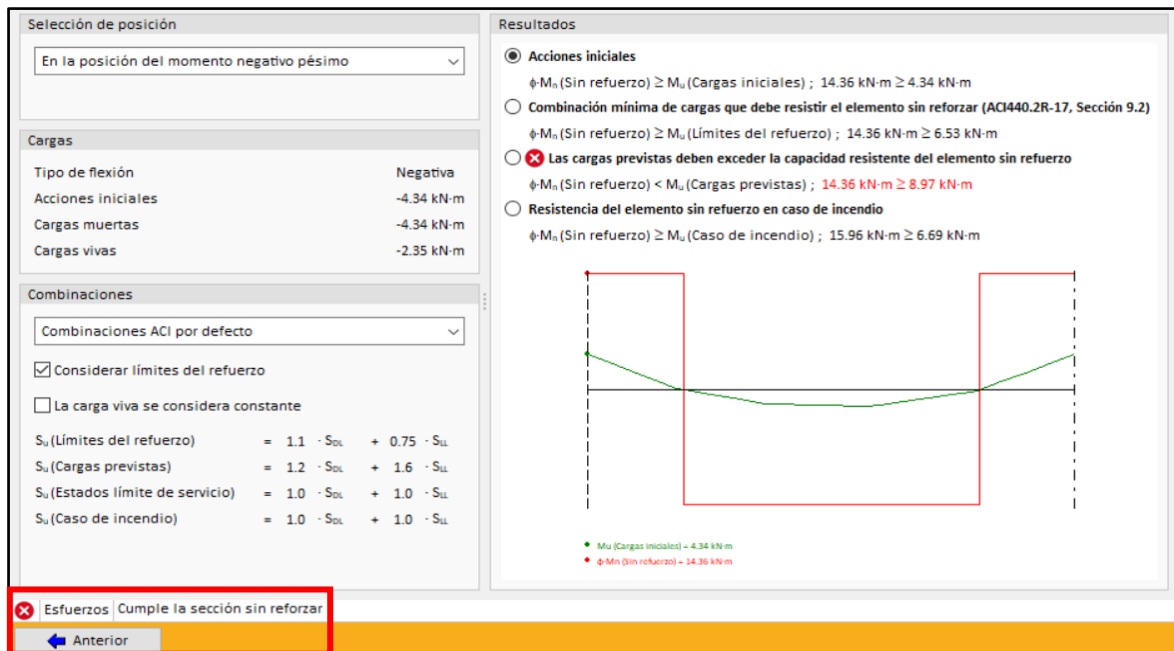 Selección de posición
En la posición del momento negativo pésimo
Cargas
Tipo de flexión Negativa
Acciones iniciales -4.34 kN·m
Cargas muertas -4.34 kN·m
Cargas vivas -2.35 kN·m
Combinaciones
Combinaciones ACI por defecto
Considerar límites del refuerzo
La carga viva se considera constante
Su (Límites del refuerzo) = 1.1 · SDL + 0.75 · SLL
Su (Cargas previstas) = 1.2 · SDL + 1.6 · SLL
Su (Estados límite de servicio) = 1.0 · SDL + 1.0 · SLL
Su (Caso de incendio) = 1.0 · SDL + 1.0 · SLL
Resultados
Acciones iniciales
ϕ·Mn (Sin refuerzo) ≥ Mu (Cargas iniciales) ; 14.36 kN·m ≥ 4.34 kN·m
Combinación mínima de cargas que debe resistir el elemento sin reforzar (ACI440.2R-17, Sección 9.2)
ϕ·Mn (Sin refuerzo) ≥ Mu (Límites del refuerzo) ; 14.36 kN·m ≥ 6.53 kN·m
Las cargas previstas deben exceder la capacidad resistente del elemento sin refuerzo
ϕ·Mn (Sin refuerzo) < Mu (Cargas previstas) ; 14.36 kN·m ≥ 8.97 kN·m
Resistencia del elemento sin refuerzo en caso de incendio
ϕ·Mn (Sin refuerzo) ≥ Mu (Caso de incendio) ; 15.96 kN·m ≥ 6.69 kN·m
Mu (Cargas iniciales) = 4.34 kN·m
ϕ·Mn (Sin refuerzo) = 14.36 kN·m
Esfuerzos Cumple la sección sin reforzar
Anterior